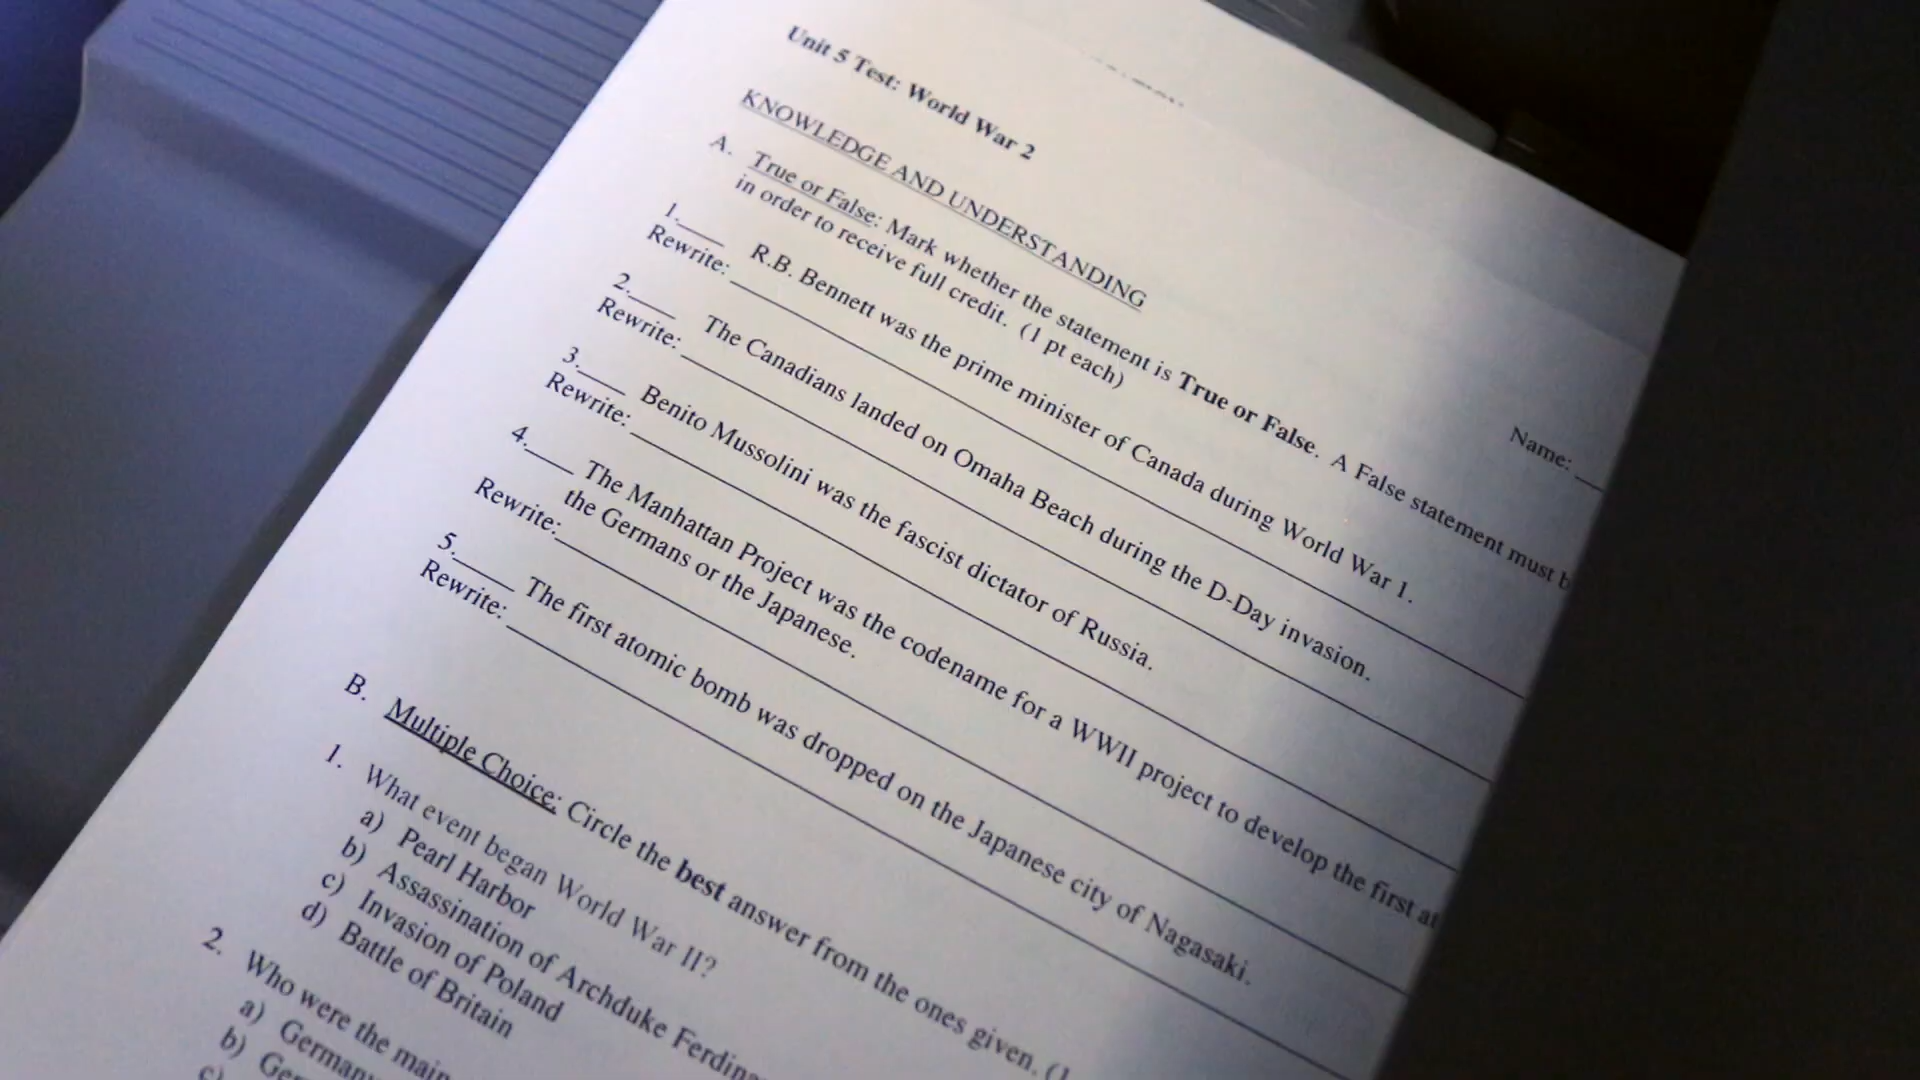 Unit 5 Test: World War 2
Name:
KNOWLEDGE AND UNDERSTANDING
A. True or False: Mark whether the statement is True or False. A False statement must
in order to receive full credit. (1 pt each)
1.____ R.B. Bennett was the prime minister of Canada during World War 1.
Rewrite:
2.____ The Canadians landed on Omaha Beach during the D-Day invasion.
Rewrite:
3.____ Benito Mussolini was the fascist dictator of Russia.
Rewrite:
4.____ The Manhattan Project was the codename for a WWII project to develop the first
the Germans or the Japanese.
Rewrite:
5.____ The first atomic bomb was dropped on the Japanese city of Nagasaki.
Rewrite:
B. Multiple Choice: Circle the best answer from the ones given. (1
1. What event began World War II?
a) Pearl Harbor
b) Assassination of Archduke
c) Invasion of Poland
d) Battle of Britain
2. Who were the main
a) Germany
b)
c)